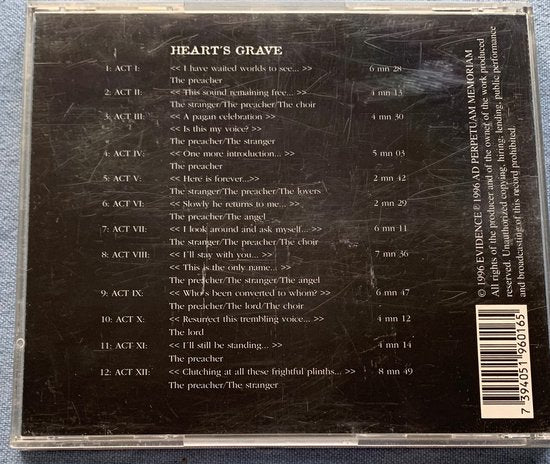 HEART'S GRAVE
1: ACT I: << I have waited worlds to see... >> 6 mn 28
The preacher
2: ACT II: << This sound remaining free... >> 4 mn 13
The stranger/The preacher/The choir
3: ACT III: << A pagan celebration >> 4 mn 30
<< Is this my voice? >>
The preacher/The stranger
4: ACT IV: << One more introduction... >> 5 mn 03
The preacher
5: ACT V: << Here is forever...>> 2 mn 42
The stranger/The preacher/The lovers
6: ACT VI: << Slowly he returns to me... >> 2 mn 29
The preacher/The angel
7: ACT VII: << I look around and ask myself... >> 6 mn 11
The stranger/The preacher/The choir
8: ACT VIII: << I'll stay with you... >> 7 mn 36
<< This is the only name... >>
The preacher/The stranger/The angel
9: ACT IX: << Who's been converted to whom? >> 6 mn 47
The preacher/The lord/The choir
10: ACT X: << Resurrect this trembling voice... >> 4 mn 12
The lord
11: ACT XI: << I'll still be standing... >> 4 mn 14
The preacher
12: ACT XII: << Clutching at all these frightful plinths... >> 8 mn 49
The preacher/The stranger
© 1996 EVIDENCE ℗ 1996 AD PERPETUAM MEMORIAM
All rights of the producer and of the owner of the work produced
reserved. Unauthorized copying, hiring, lending, public performance
and broadcasting of this record prohibited.
7 394051 960165